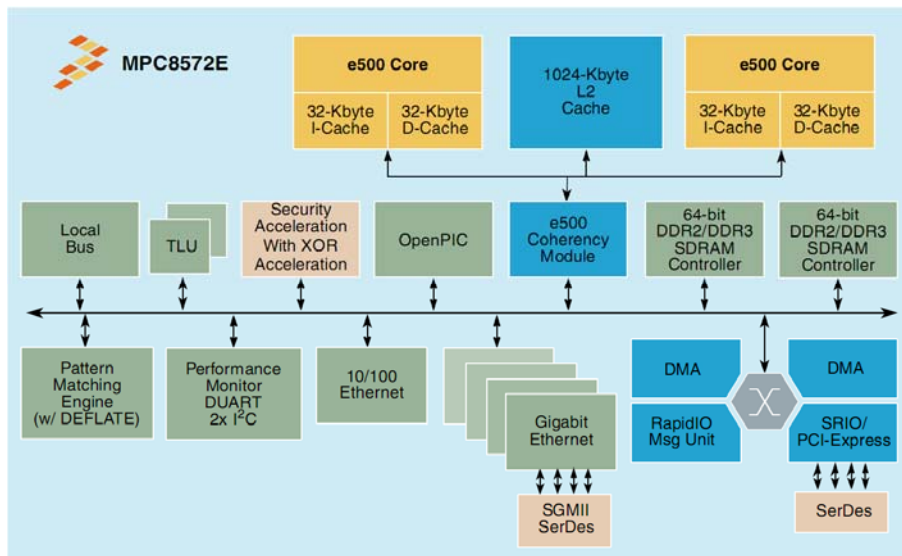 MPC8572E
e500 Core
32-Kbyte
I-Cache
32-Kbyte
D-Cache
1024-Kbyte
L2
Cache
e500 Core
32-Kbyte
I-Cache
32-Kbyte
D-Cache
Local
Bus
TLU
Security
Acceleration
With XOR
Acceleration
OpenPIC
e500
Coherency
Module
64-bit
DDR2/DDR3
SDRAM
Controller
64-bit
DDR2/DDR3
SDRAM
Controller
Pattern
Matching
Engine
(w/ DEFLATE)
Performance
Monitor
DUART
2x I²C
10/100
Ethernet
Gigabit
Ethernet
SGMII
SerDes
DMA
DMA
RapidIO
Msg Unit
SRIO/
PCI-Express
SerDes